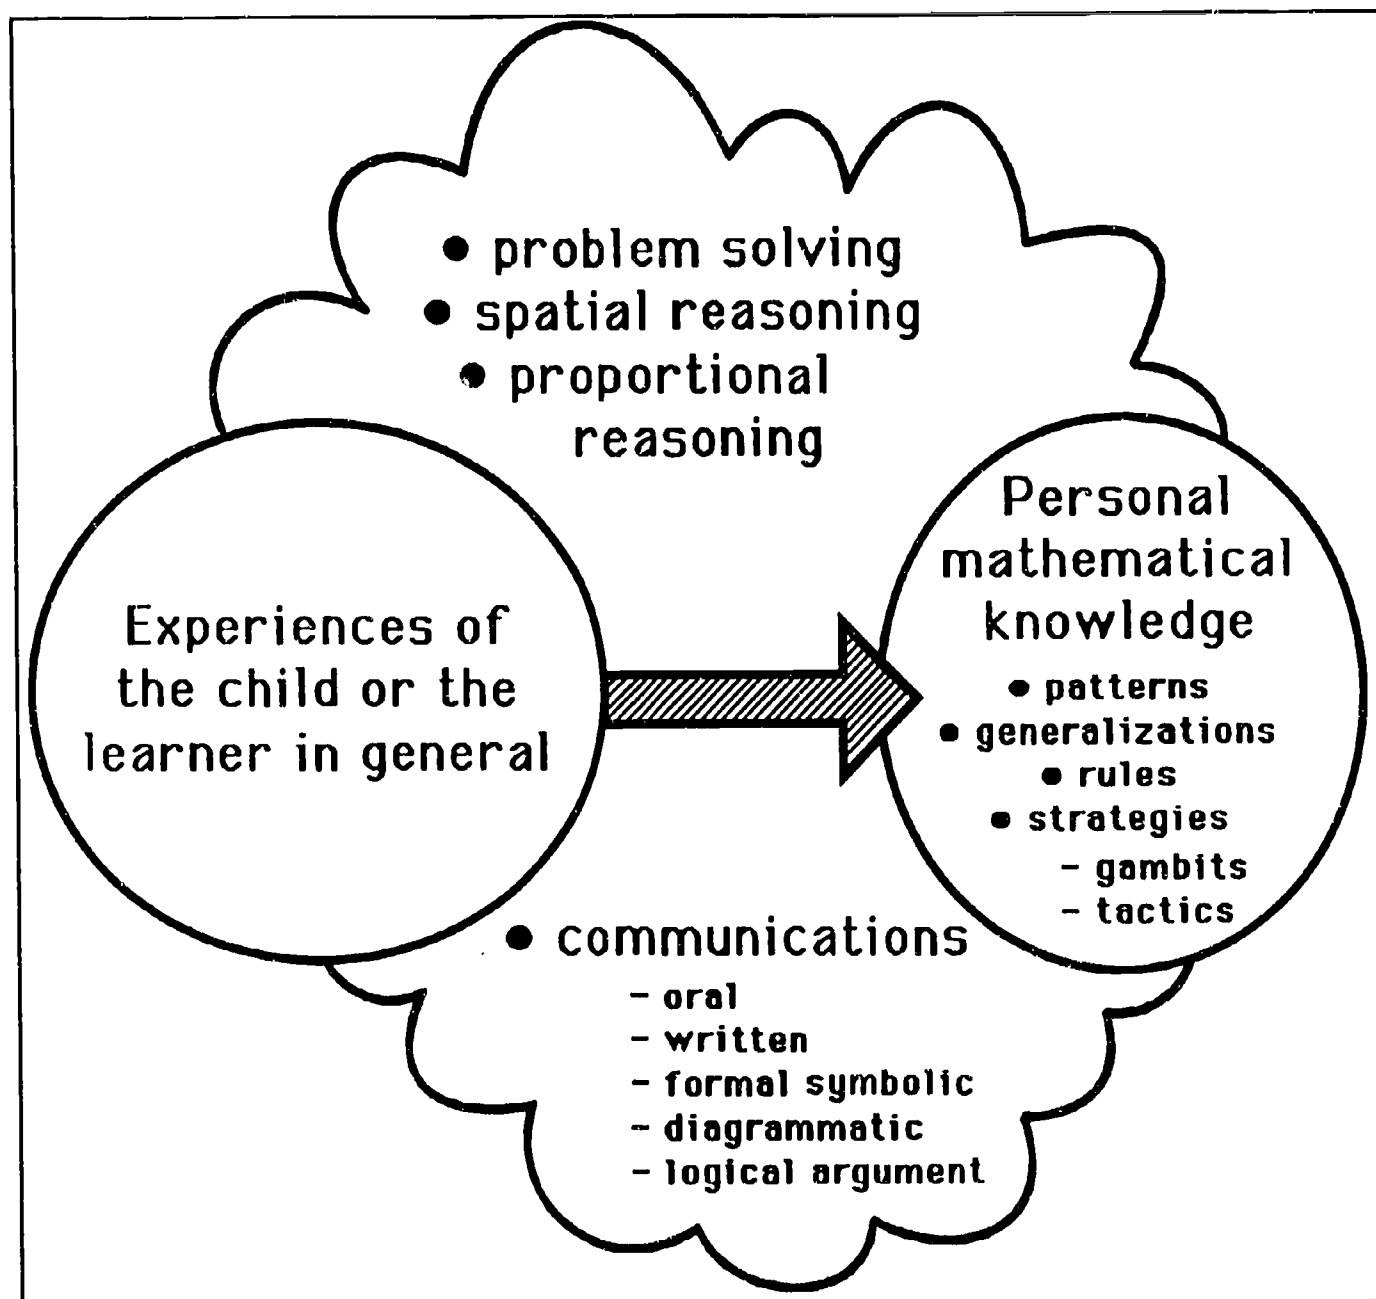 ● problem solving
● spatial reasoning
● proportional
reasoning
Experiences of
the child or the
learner in general
Personal
mathematical
knowledge
● patterns
● generalizations
● rules
● strategies
- gambits
- tactics
● communications
- oral
- written
- formal symbolic
- diagrammatic
- logical argument